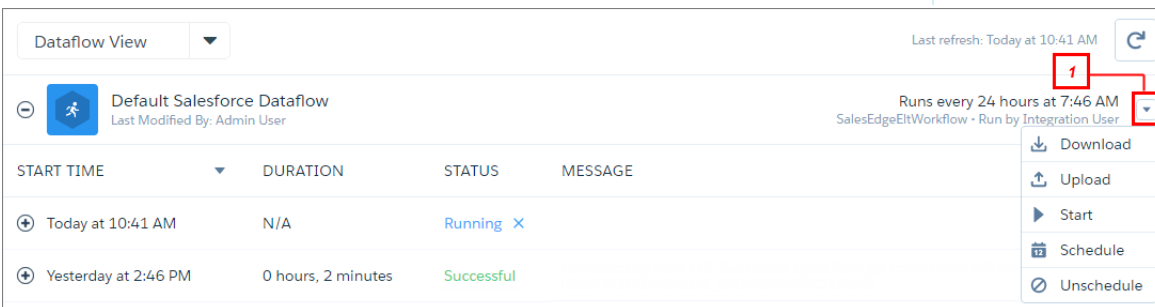 Dataflow View
Last refresh: Today at 10:41 AM
1
Default Salesforce Dataflow
Runs every 24 hours at 7:46 AM
Last Modified By: Admin User
SalesEdgeEltWorkflow • Run by Integration User
Download
START TIME DURATION STATUS MESSAGE
Upload
Today at 10:41 AM N/A Running
Start
12
Schedule
Yesterday at 2:46 PM 0 hours, 2 minutes Successful
Unschedule